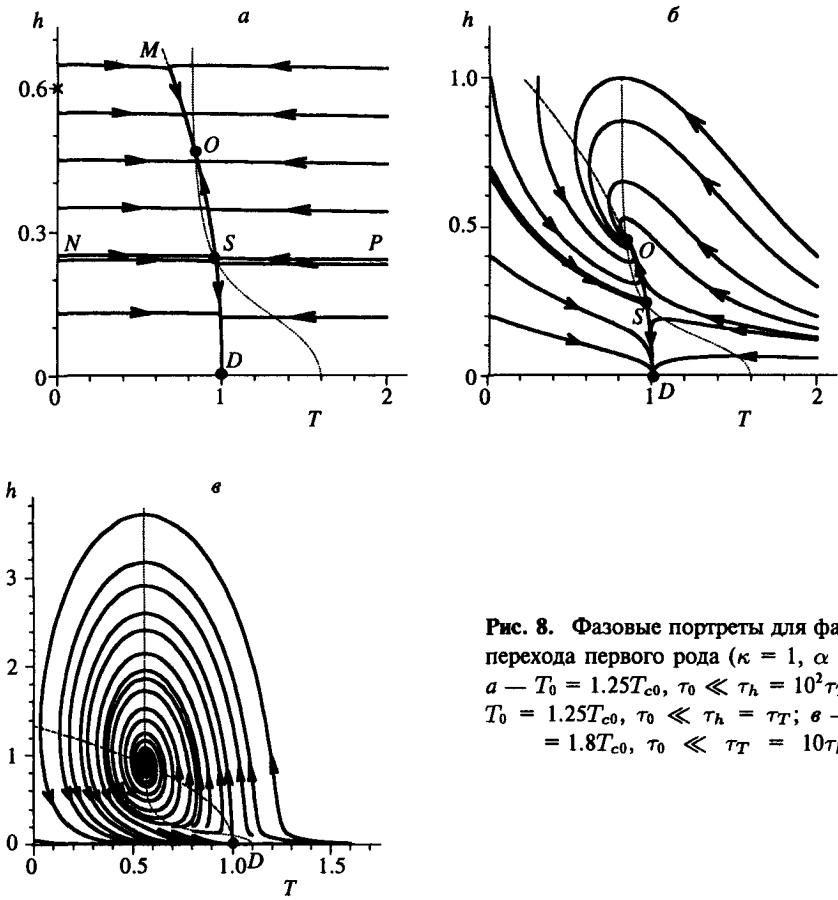 h
а
M
0.6
O
0.3
N
S
P
D
0
0
1
2
T
h
б
1.0
0.5
O
S
0
0
1
D
2
T
h
в
3
2
1
0
0
0.5
1.0
D
1.5
T
Рис. 8. Фазовые портреты для фа
перехода первого рода (κ = 1, α
а — T₀ = 1.25T_c0, τ₀ ≪ τ_h = 10²τ
T₀ = 1.25T_c0, τ₀ ≪ τ_h = τ_T; в —
= 1.8T_c0, τ₀ ≪ τ_T = 10τ